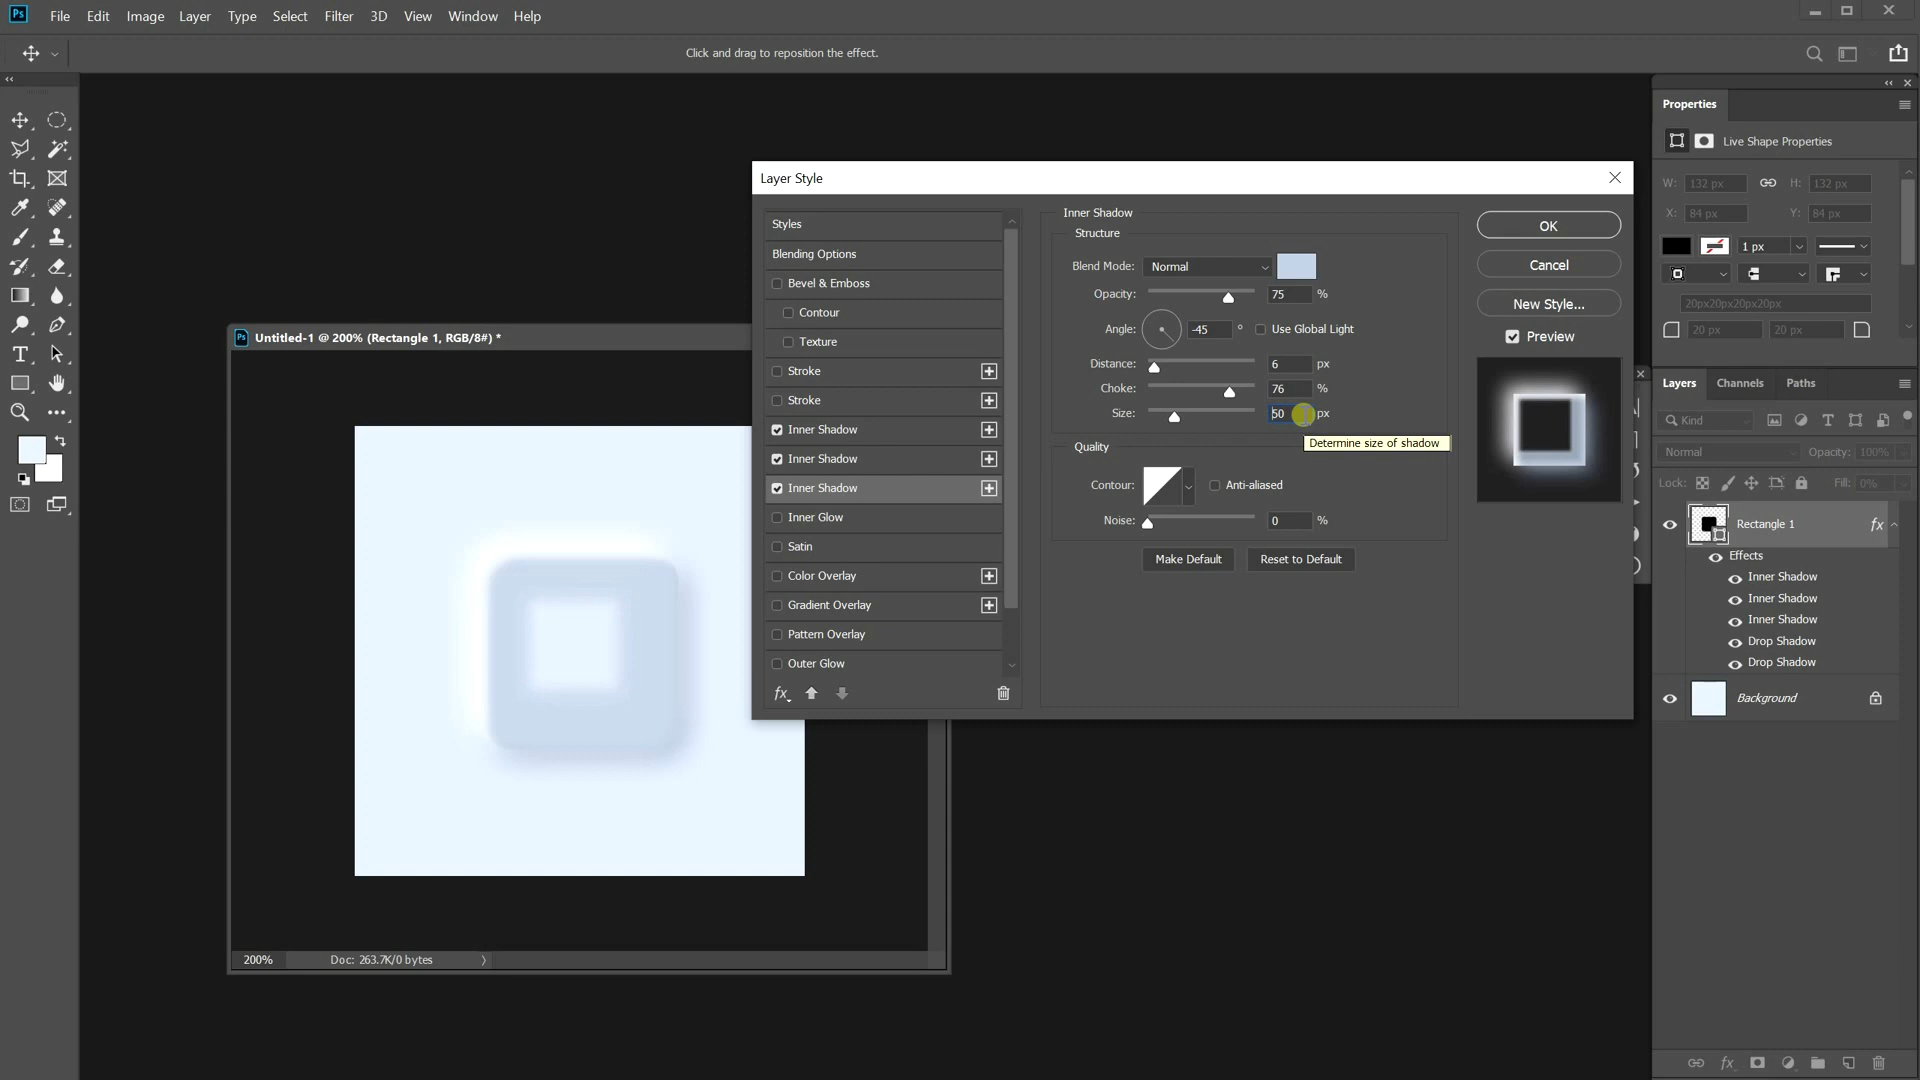 Ps File Edit Image Layer Type Select Filter 3D View Window Help
Click and drag to reposition the effect.
Properties
Live Shape Properties
W: 132 px H: 132 px
X: 84 px Y: 84 px
1 px
20px20px20px20px
20 px 20 px
Layer Style
Styles
Blending Options
Bevel & Emboss
Contour
Texture
Stroke
Stroke
Inner Shadow
Inner Shadow
Inner Shadow
Inner Glow
Satin
Color Overlay
Gradient Overlay
Pattern Overlay
Outer Glow
fx
Inner Shadow
Structure
Blend Mode: Normal
Opacity: 75 %
Angle: -45 ° Use Global Light
Distance: 6 px
Choke: 76 %
Size: 50 px
Determine size of shadow
Quality
Contour: Anti-aliased
Noise: 0 %
Make Default Reset to Default
OK
Cancel
New Style...
Preview
Ps Untitled-1 @ 200% (Rectangle 1, RGB/8#) *
200% Doc: 263.7K/0 bytes
Layers Channels Paths
Kind
Normal Opacity: 100%
Lock: Fill: 0%
Rectangle 1 fx
Effects
Inner Shadow
Inner Shadow
Inner Shadow
Drop Shadow
Drop Shadow
Background
fx